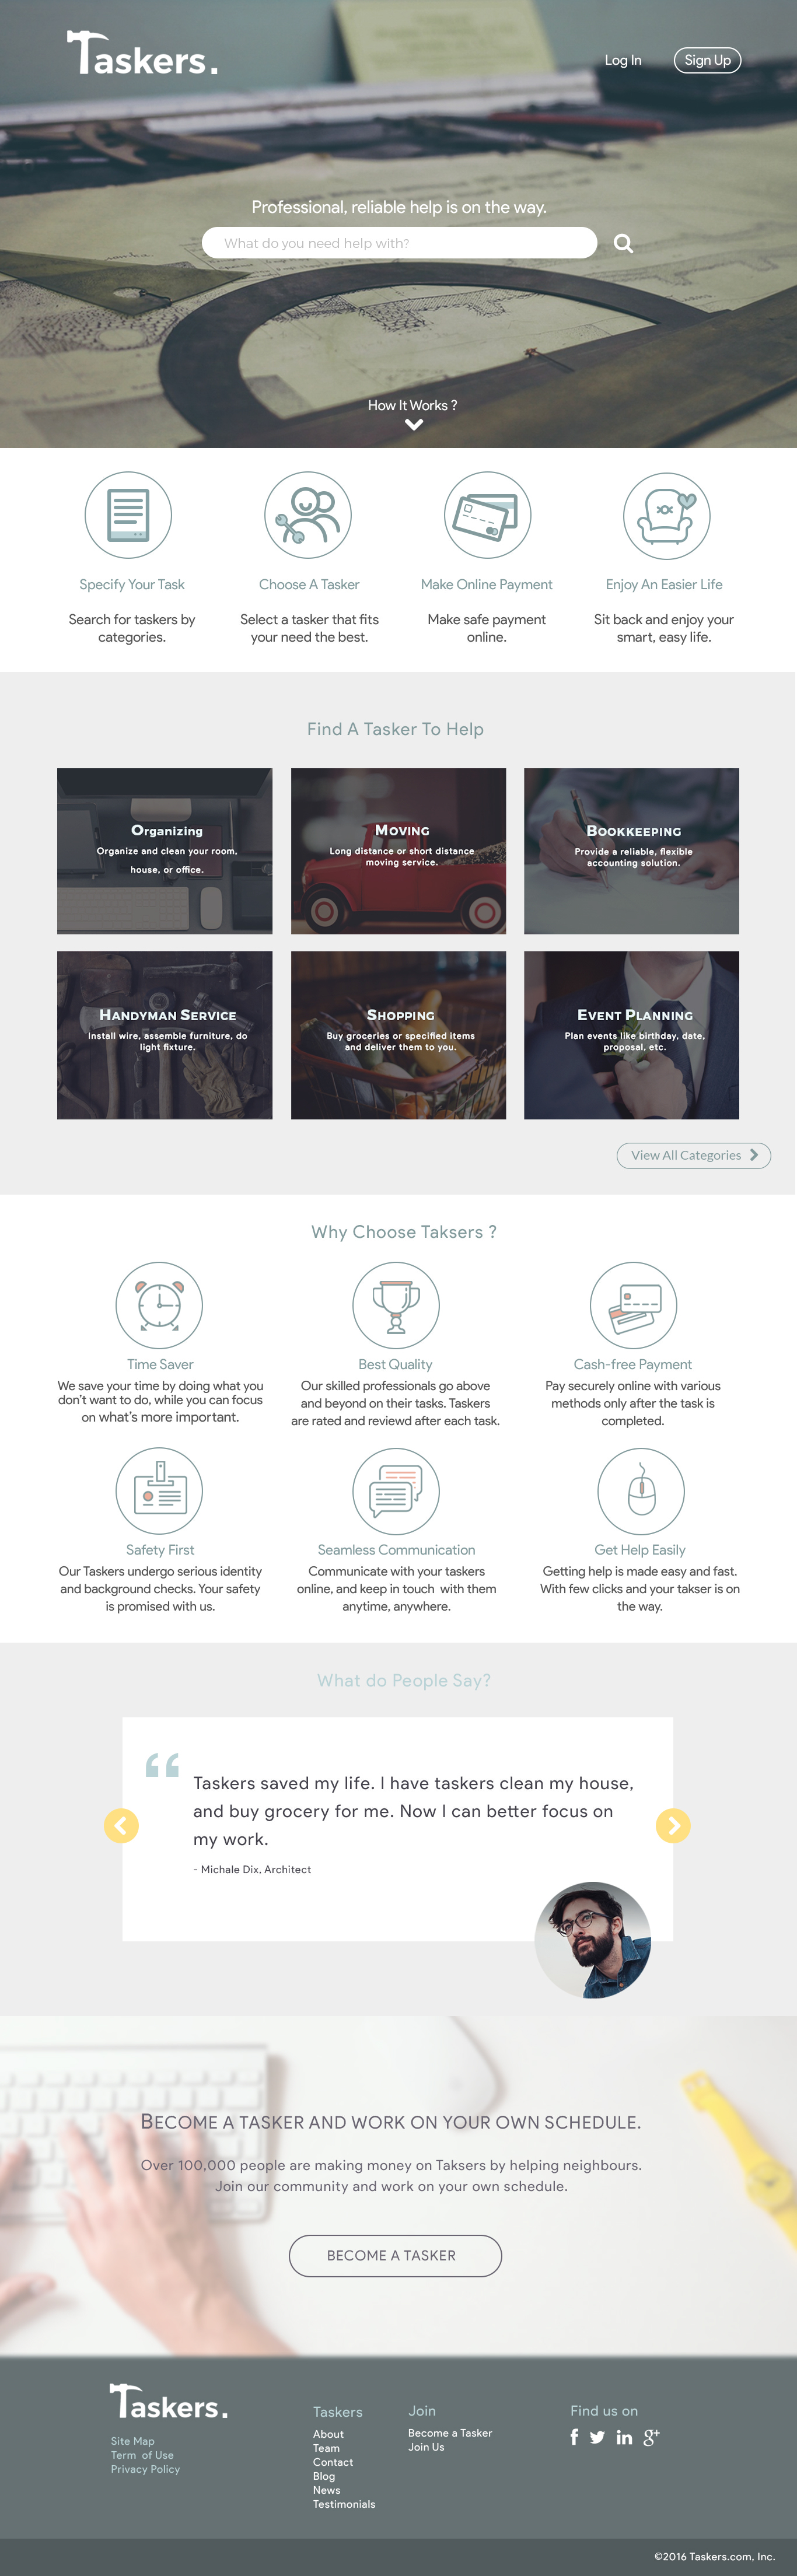 Taskers.
Log In
Sign Up
Professional, reliable help is on the way.
What do you need help with?
How It Works ?
Specify Your Task
Search for taskers by
categories.
Choose A Tasker
Select a tasker that fits
your need the best.
Make Online Payment
Make safe payment
online.
Enjoy An Easier Life
Sit back and enjoy your
smart, easy life.
Find A Tasker To Help
Organizing
Organize and clean your room,
house, or office.
Moving
Long distance or short distance
moving service.
Bookkeeping
Provide a reliable, flexible
accounting solution.
Handyman Service
Install wire, assemble furniture, do
light fixture.
Shopping
Buy groceries or specified items
and deliver them to you.
Event Planning
Plan events like birthday, date,
proposal, etc.
View All Categories
Why Choose Taksers ?
Time Saver
We save your time by doing what you
don't want to do, while you can focus
on what's more important.
Best Quality
Our skilled professionals go above
and beyond on their tasks. Taskers
are rated and reviewd after each task.
Cash-free Payment
Pay securely online with various
methods only after the task is
completed.
Safety First
Our Taskers undergo serious identity
and background checks. Your safety
is promised with us.
Seamless Communication
Communicate with your taskers
online, and keep in touch with them
anytime, anywhere.
Get Help Easily
Getting help is made easy and fast.
With few clicks and your takser is on
the way.
What do People Say?
“
Taskers saved my life. I have taskers clean my house,
and buy grocery for me. Now I can better focus on
my work.
- Michale Dix, Architect
Become a tasker and work on your own schedule.
Over 100,000 people are making money on Taksers by helping neighbours.
Join our community and work on your own schedule.
BECOME A TASKER
Taskers.
Site Map
Term of Use
Privacy Policy
Taskers
About
Team
Contact
Blog
News
Testimonials
Join
Become a Tasker
Join Us
Find us on
©2016 Taskers.com, Inc.